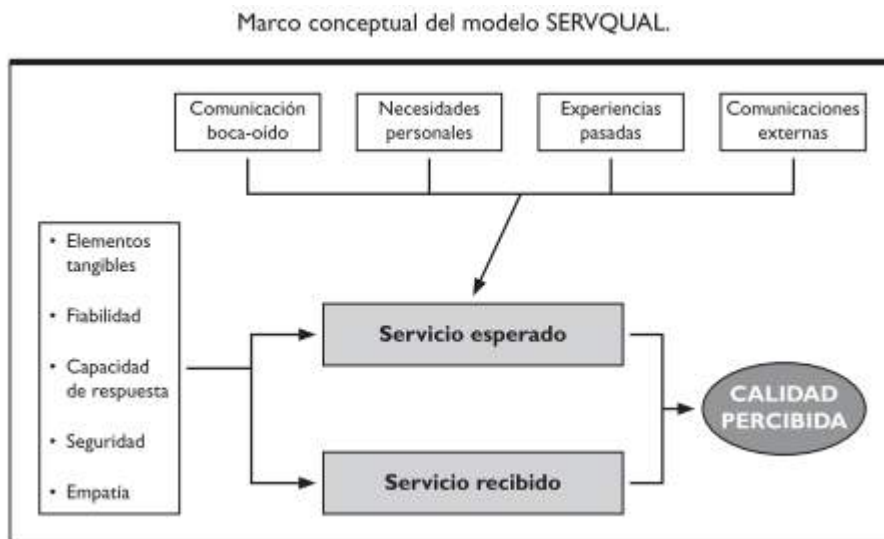 Marco conceptual del modelo SERVQUAL.
Comunicación
boca-oído
Necesidades
personales
Experiencias
pasadas
Comunicaciones
externas
• Elementos
tangibles
• Fiabilidad
• Capacidad
de respuesta
• Seguridad
• Empatía
Servicio esperado
Servicio recibido
CALIDAD
PERCIBIDA